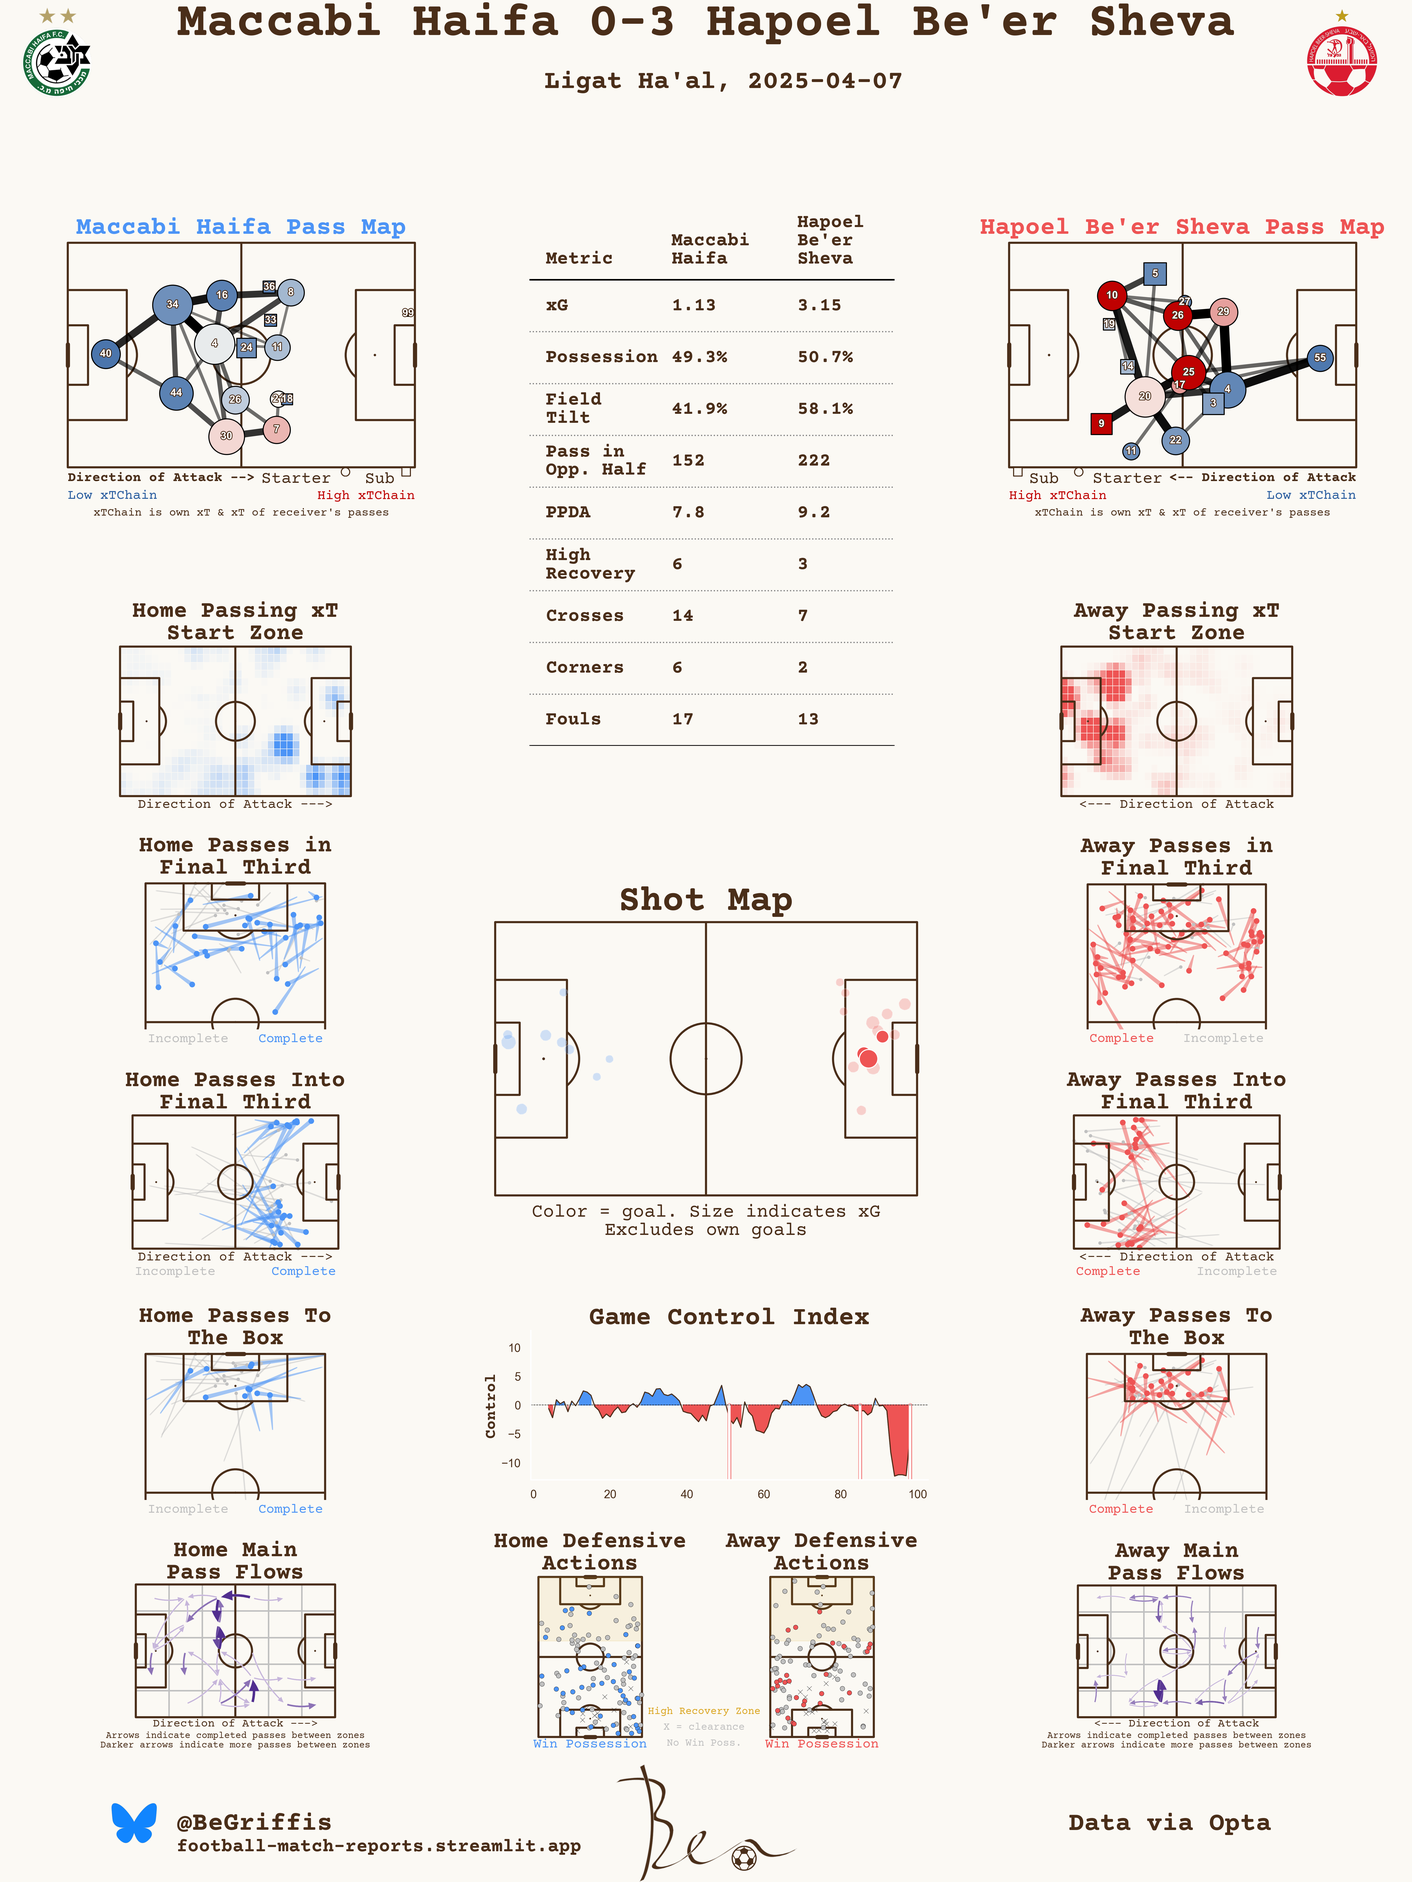 Maccabi Haifa 0-3 Hapoel Be'er Sheva
Ligat Ha'al, 2025-04-07
Maccabi Haifa Pass Map
34
16
36
8
33
4
24
11
40
44
26
18
30
7
99
Direction of Attack --> Starter Sub
Low xTChain High xTChain
xTChain is own xT & xT of receiver's passes
Metric Maccabi Haifa Hapoel Be'er Sheva
xG 1.13 3.15
Possession 49.3% 50.7%
Field Tilt 41.9% 58.1%
Pass in Opp. Half 152 222
PPDA 7.8 9.2
High Recovery 6 3
Crosses 14 7
Corners 6 2
Fouls 17 13
Hapoel Be'er Sheva Pass Map
5
10
27
26
29
19
14
25
55
17
20
4
3
9
22
11
Sub Starter <-- Direction of Attack
High xTChain Low xTChain
xTChain is own xT & xT of receiver's passes
Home Passing xT
Start Zone
Direction of Attack --->
Away Passing xT
Start Zone
<--- Direction of Attack
Home Passes in
Final Third
Incomplete Complete
Away Passes in
Final Third
Complete Incomplete
Shot Map
Color = goal. Size indicates xG
Excludes own goals
Home Passes Into
Final Third
Direction of Attack --->
Incomplete Complete
Away Passes Into
Final Third
<--- Direction of Attack
Complete Incomplete
Home Passes To
The Box
Incomplete Complete
Game Control Index
Control
10
5
0
−5
−10
0 20 40 60 80 100
Away Passes To
The Box
Complete Incomplete
Home Main
Pass Flows
Direction of Attack --->
Arrows indicate completed passes between zones
Darker arrows indicate more passes between zones
Home Defensive
Actions
Win Possession
Away Defensive
Actions
Win Possession
High Recovery Zone
X = clearance
No Win Poss.
Away Main
Pass Flows
<--- Direction of Attack
Arrows indicate completed passes between zones
Darker arrows indicate more passes between zones
@BeGriffis
football-match-reports.streamlit.app
Ben
Data via Opta